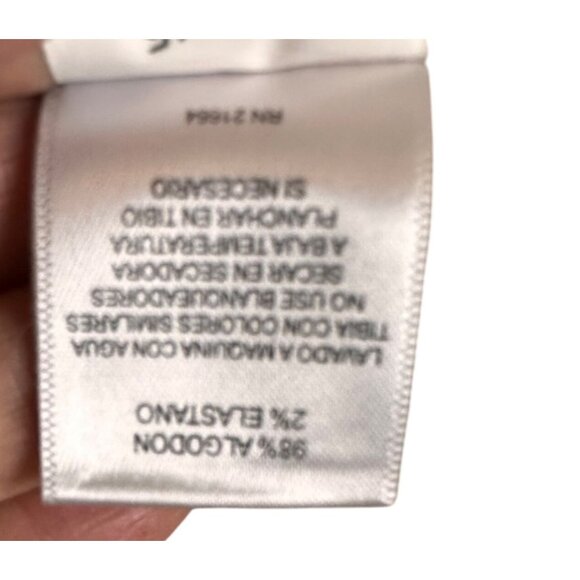 98% ALGODON
2% ELASTANO
LAVADO A MAQUINA CON AGUA
TIBIA CON COLORES SIMILARES
NO USE BLANQUEADORES
SECAR EN SECADORA
A BAJA TEMPERATURA
PLANCHAR EN TIBIO
SI NECESARIO
RN 21664